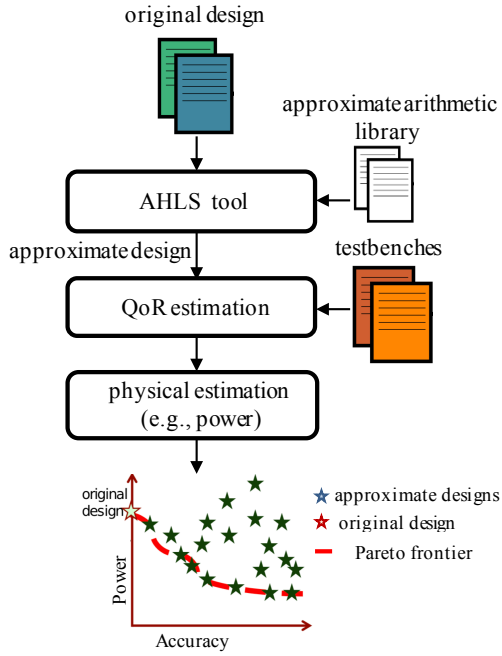 original design
approximate arithmetic
library
AHLS tool
approximate design
testbenches
QoR estimation
physical estimation
(e.g., power)
original
design
approximate designs
original design
Pareto frontier
Power
Accuracy